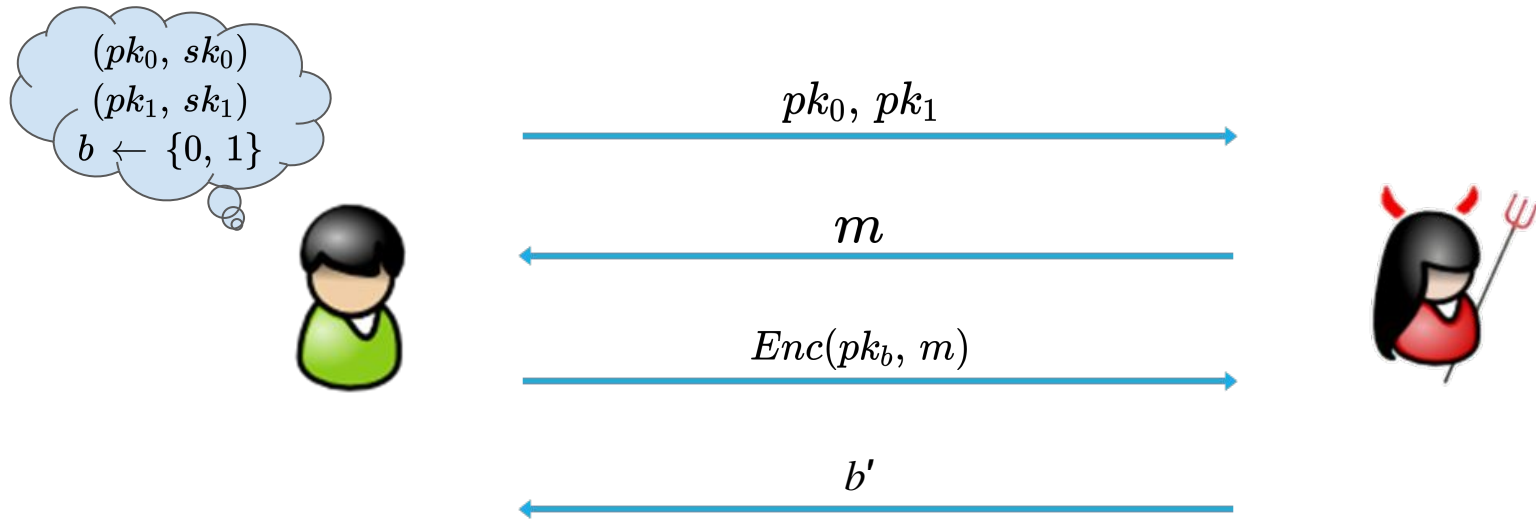 (pk₀, sk₀)
(pk₁, sk₁)
b ← {0, 1}
pk₀, pk₁
m
Enc(pk_b, m)
b′